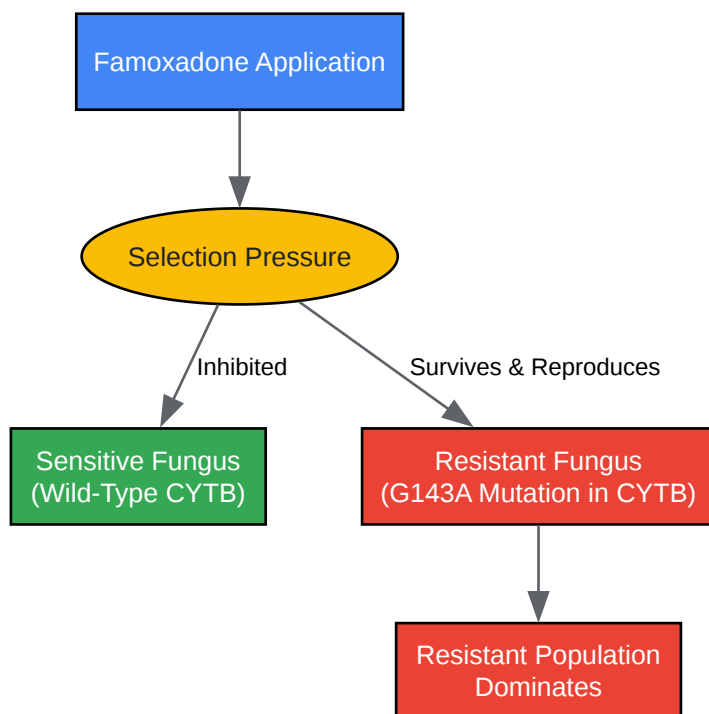 Famoxadone Application
Selection Pressure
Inhibited
Survives & Reproduces
Sensitive Fungus
(Wild-Type CYTB)
Resistant Fungus
(G143A Mutation in CYTB)
Resistant Population
Dominates